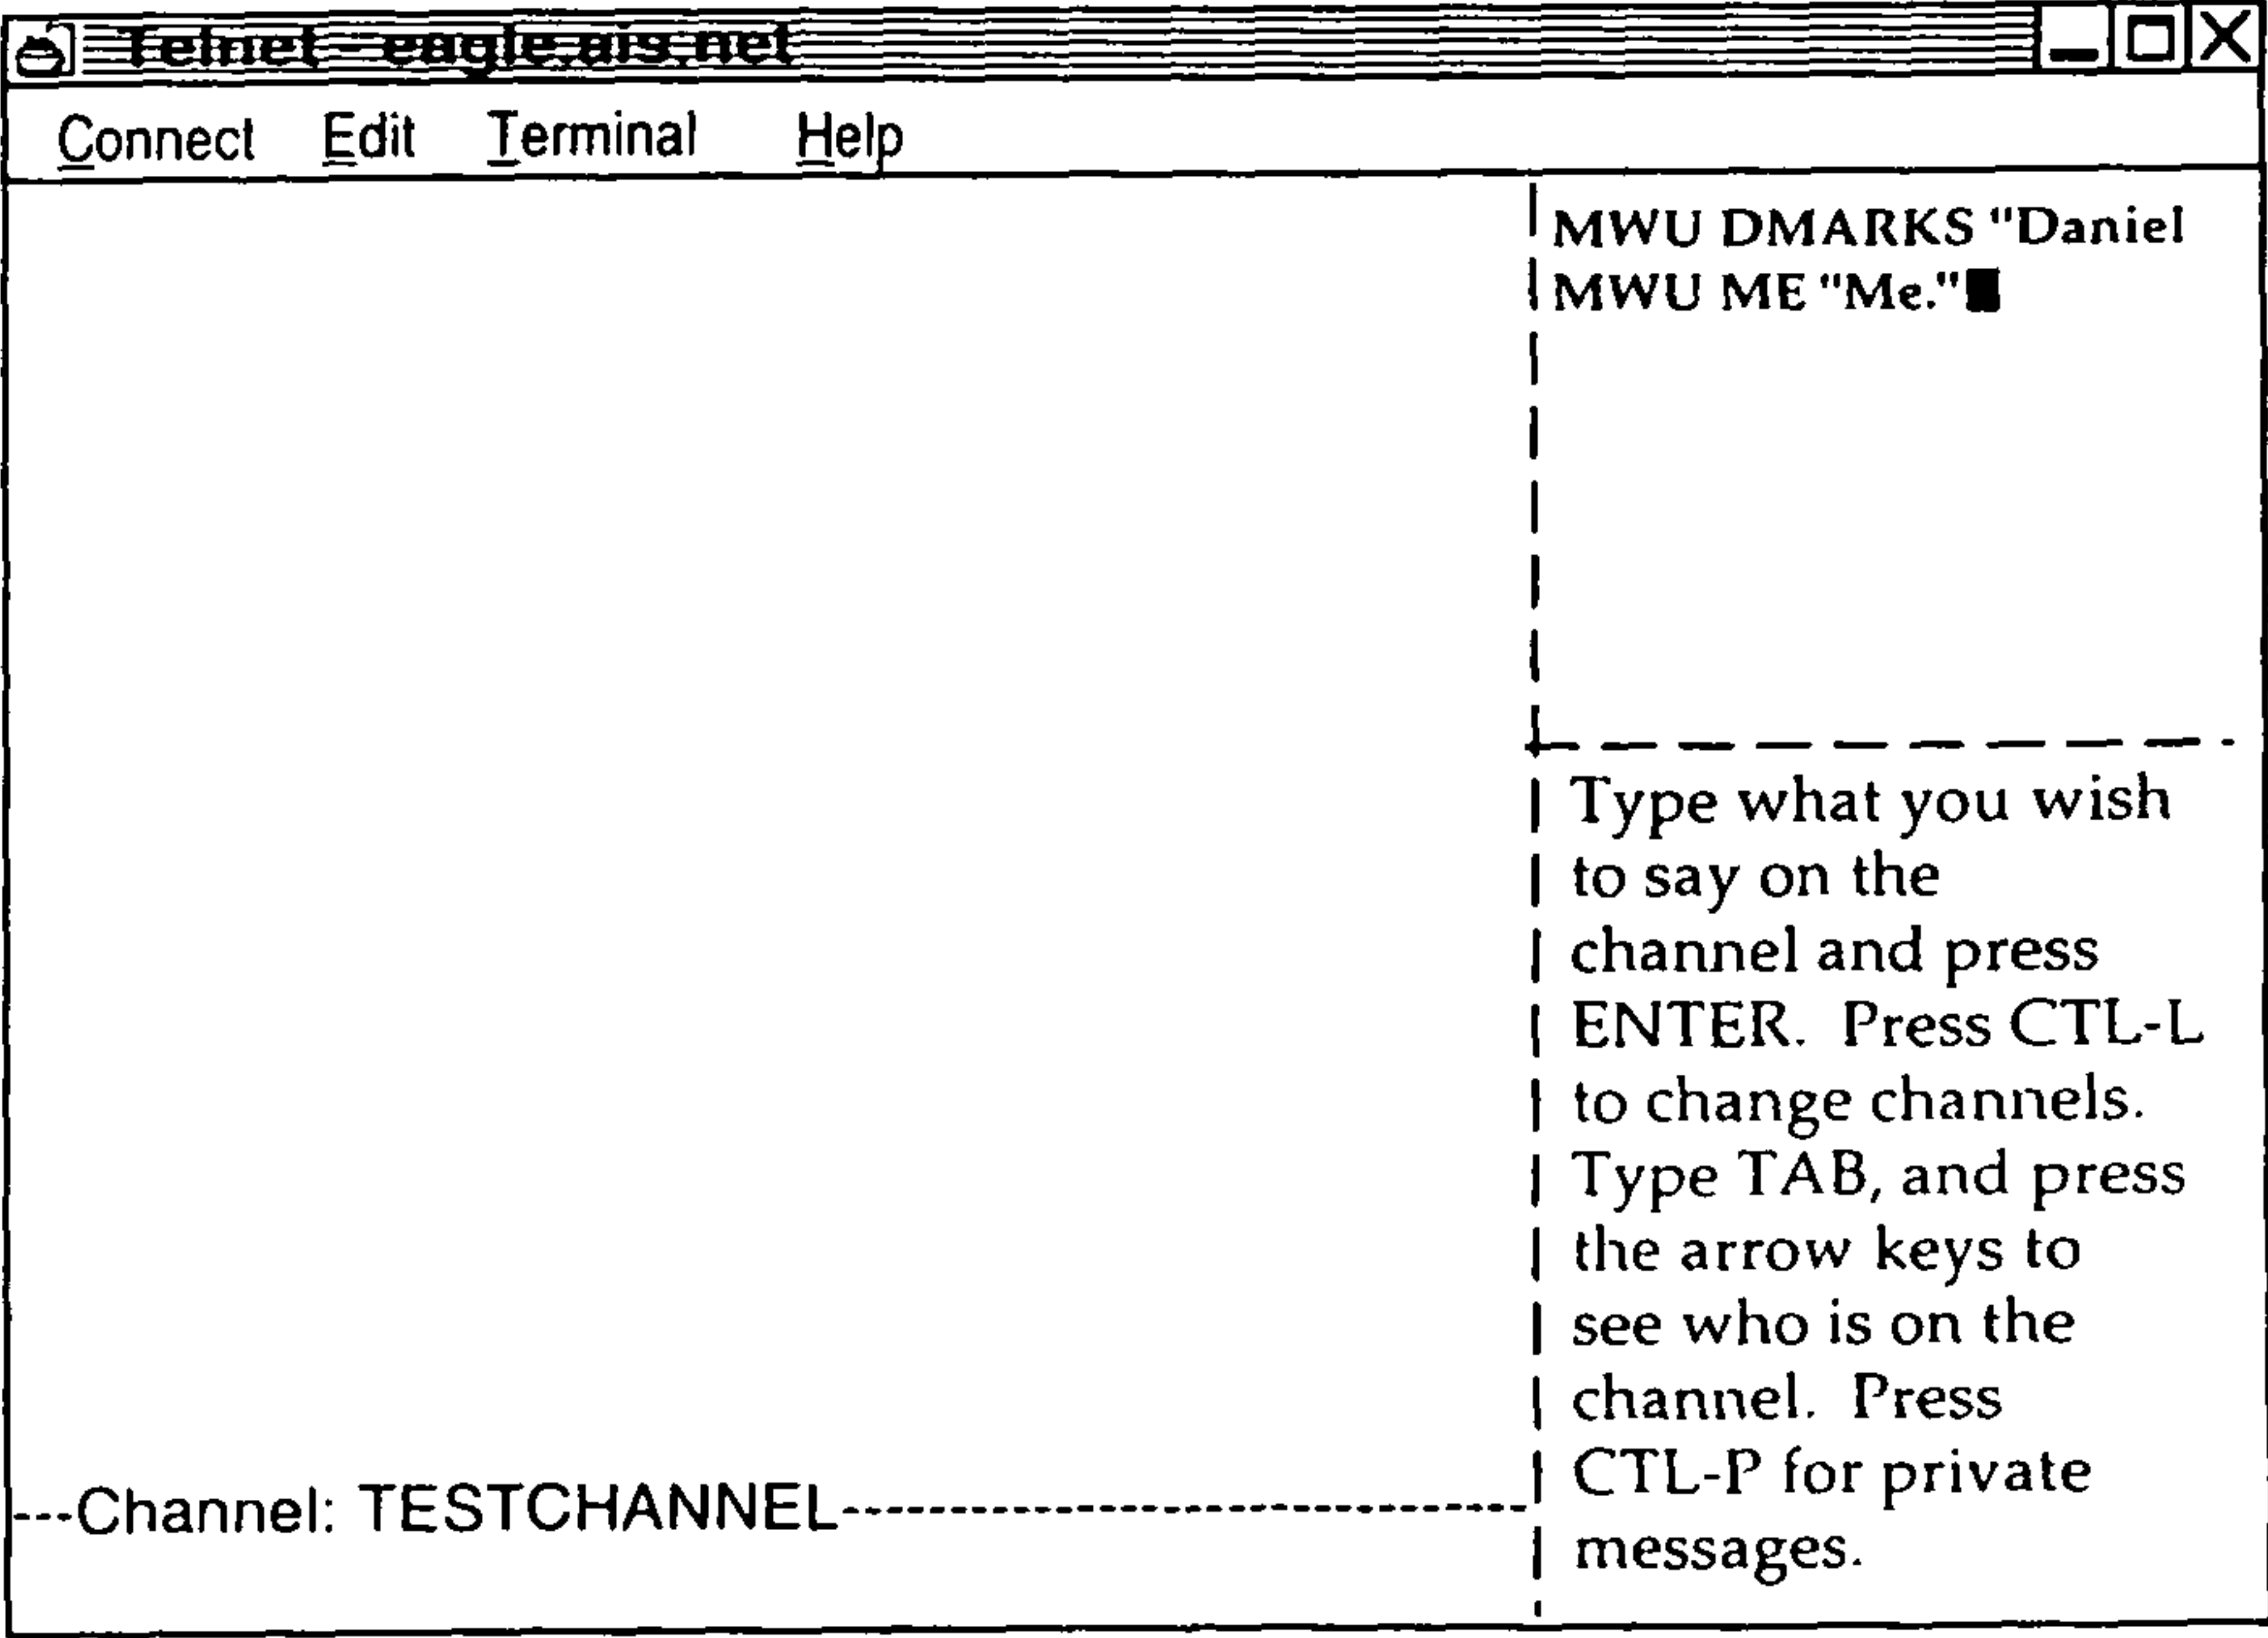 Telnet - eagle.ais.net
Connect Edit Terminal Help
MWU DMARKS "Daniel
MWU ME "Me."
Type what you wish
to say on the
channel and press
ENTER. Press CTL-L
to change channels.
Type TAB, and press
the arrow keys to
see who is on the
channel. Press
CTL-P for private
messages.
---Channel: TESTCHANNEL---